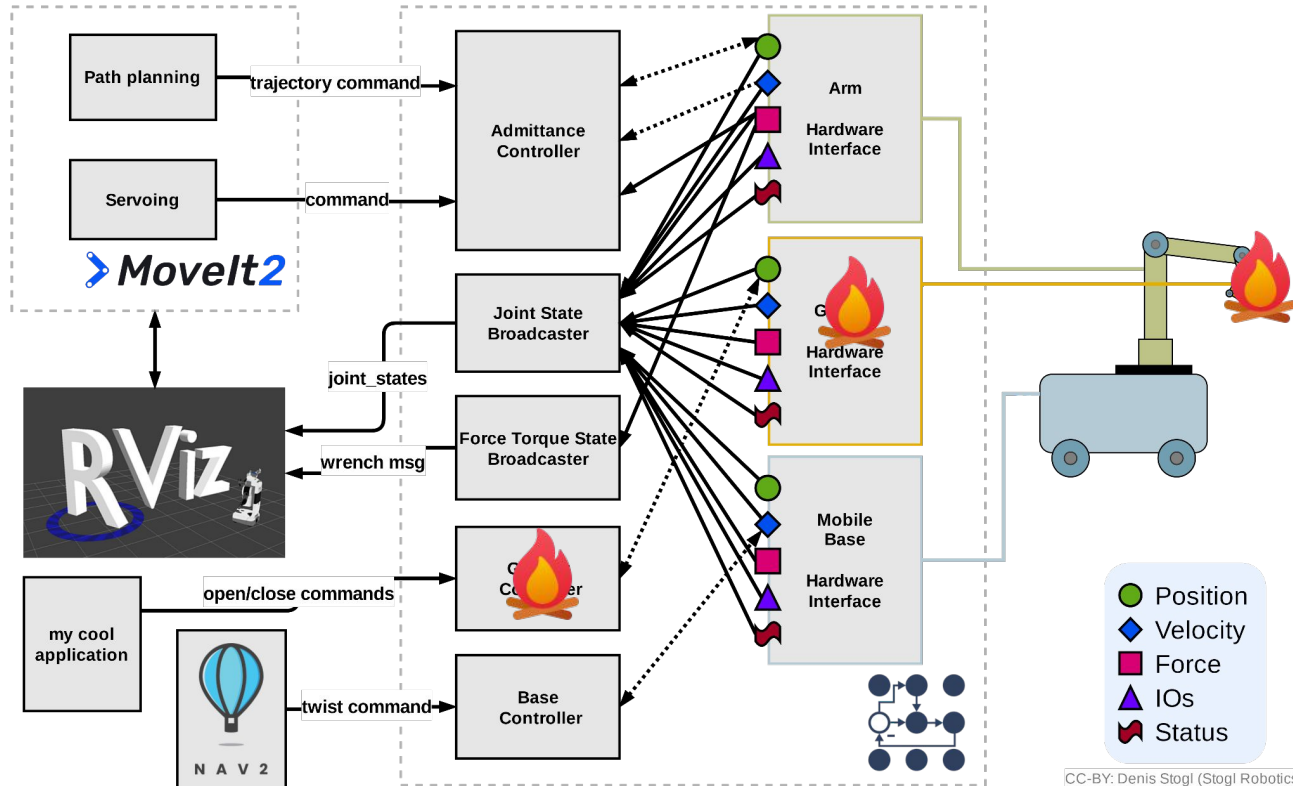 Path planning
trajectory command
Servoing
command
MoveIt2
Admittance
Controller
Arm
Hardware
Interface
Joint State
Broadcaster
joint_states
Hardware
Interface
RViz
Force Torque State
Broadcaster
wrench msg
Mobile
Base
Hardware
Interface
open/close commands
my cool
application
NAV2
twist command
Base
Controller
Position
Velocity
Force
IOs
Status
CC-BY: Denis Stogl (Stogl Robotics